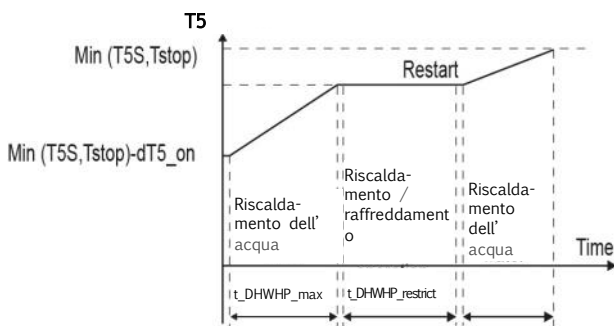 T5
Min (T5S,Tstop)
Restart
Min (T5S,Tstop)-dT5_on
Riscalda-
mento dell'
acqua
Riscalda-
mento /
raffreddament
o
Riscalda-
mento
dell'
acqua
Time
t_DHWHP_max
t_DHWHP_restrict